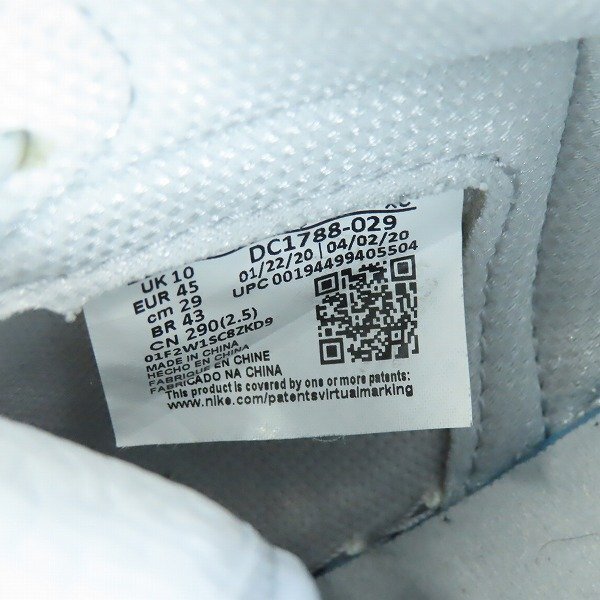 DC1788-029
01/22/20 | 04/02/20
UPC 00194499405504
UK 10
EUR 45
cm 29
BR 43
CN 290(2.5)
01F2W1SC8ZKD9
MADE IN CHINA
HECHO EN CHINA
FABRIQUE EN CHINE
FABRICADO NA CHINA
This product is covered by one or more patents:
www.nike.com/patentsvirtualmarking